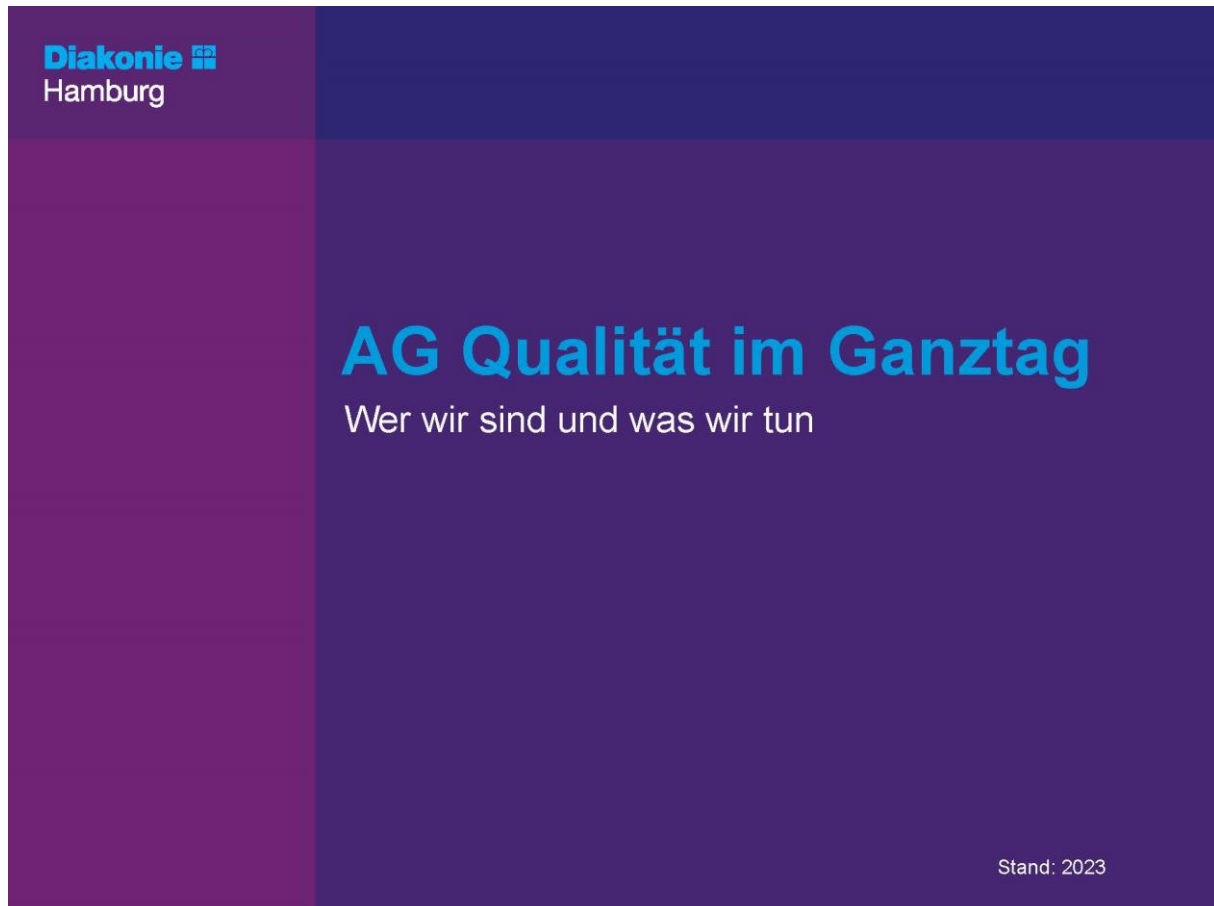 Diakonie
Hamburg
AG Qualität im Ganztag
Wer wir sind und was wir tun
Stand: 2023